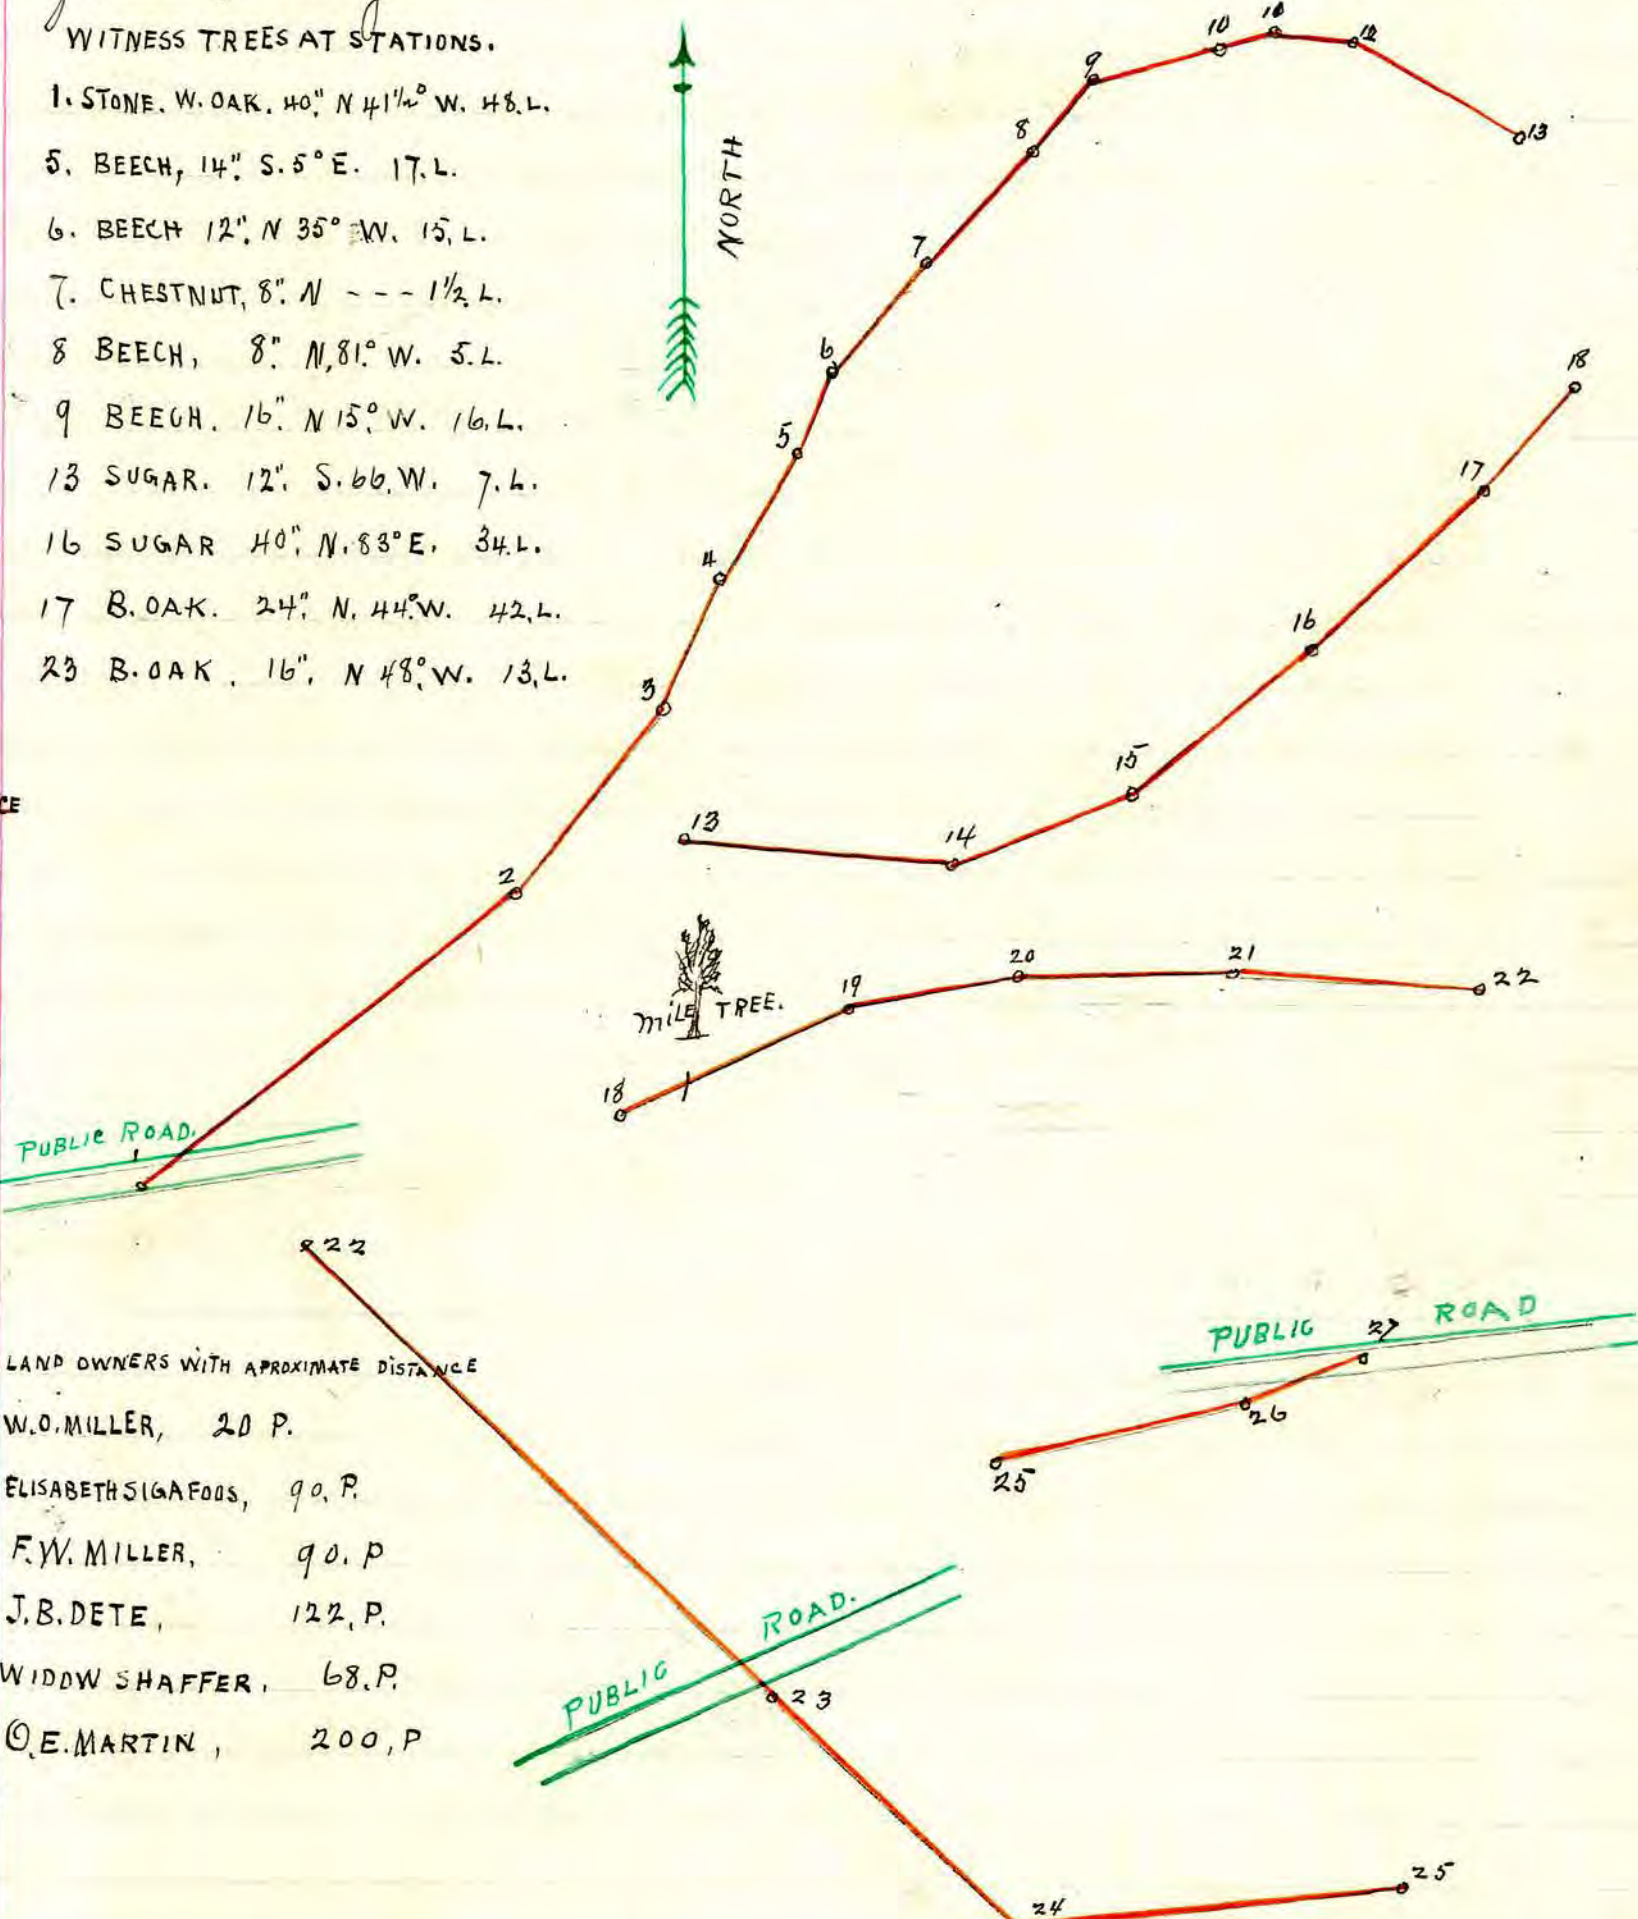 WITNESS TREES AT STATIONS.
1. STONE. W. OAK. 40" N 41½° W. 48. L.
5. BEECH, 14". S. 5° E. 17. L.
6. BEECH 12", N 35° W. 15, L.
7. CHESTNUT, 8". N - - - 1½ L.
8 BEECH, 8". N, 81.° W. 5. L.
9 BEECH. 16". N 15°. W. 16. L.
13 SUGAR. 12". S. 66. W. 7. L.
16 SUGAR 40", N. 83° E. 34. L.
17 B. OAK. 24". N. 44°. W. 42, L.
23 B. OAK. 16", N 48°. W. 13, L.
NORTH
1
2
3
4
5
6
7
8
9
10
12
13
13
14
15
16
17
18
CE
MILE TREE.
18
19
20
21
22
PUBLIC ROAD.
22
LAND OWNERS WITH APROXIMATE DISTANCE
W. O. MILLER, 20 P.
ELISABETH SIGAFOOS, 90. P.
F. W. MILLER, 90. P
J. B. DETE, 122, P.
WIDOW SHAFFER, 68. P.
O. E. MARTIN, 200, P
PUBLIC ROAD.
23
24
25
PUBLIC ROAD
25
26
27